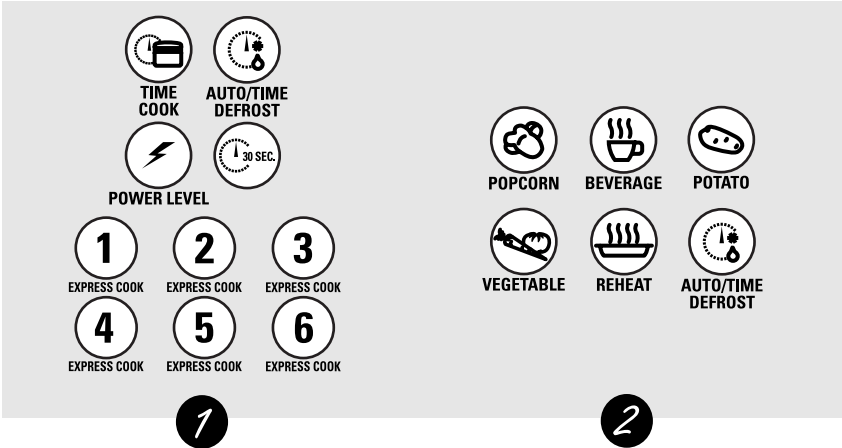 TIME
COOK
AUTO/TIME
DEFROST
POWER LEVEL
30 SEC.
1 2 3
EXPRESS COOK EXPRESS COOK EXPRESS COOK
4 5 6
EXPRESS COOK EXPRESS COOK EXPRESS COOK
1
POPCORN BEVERAGE POTATO
VEGETABLE REHEAT AUTO/TIME
DEFROST
2